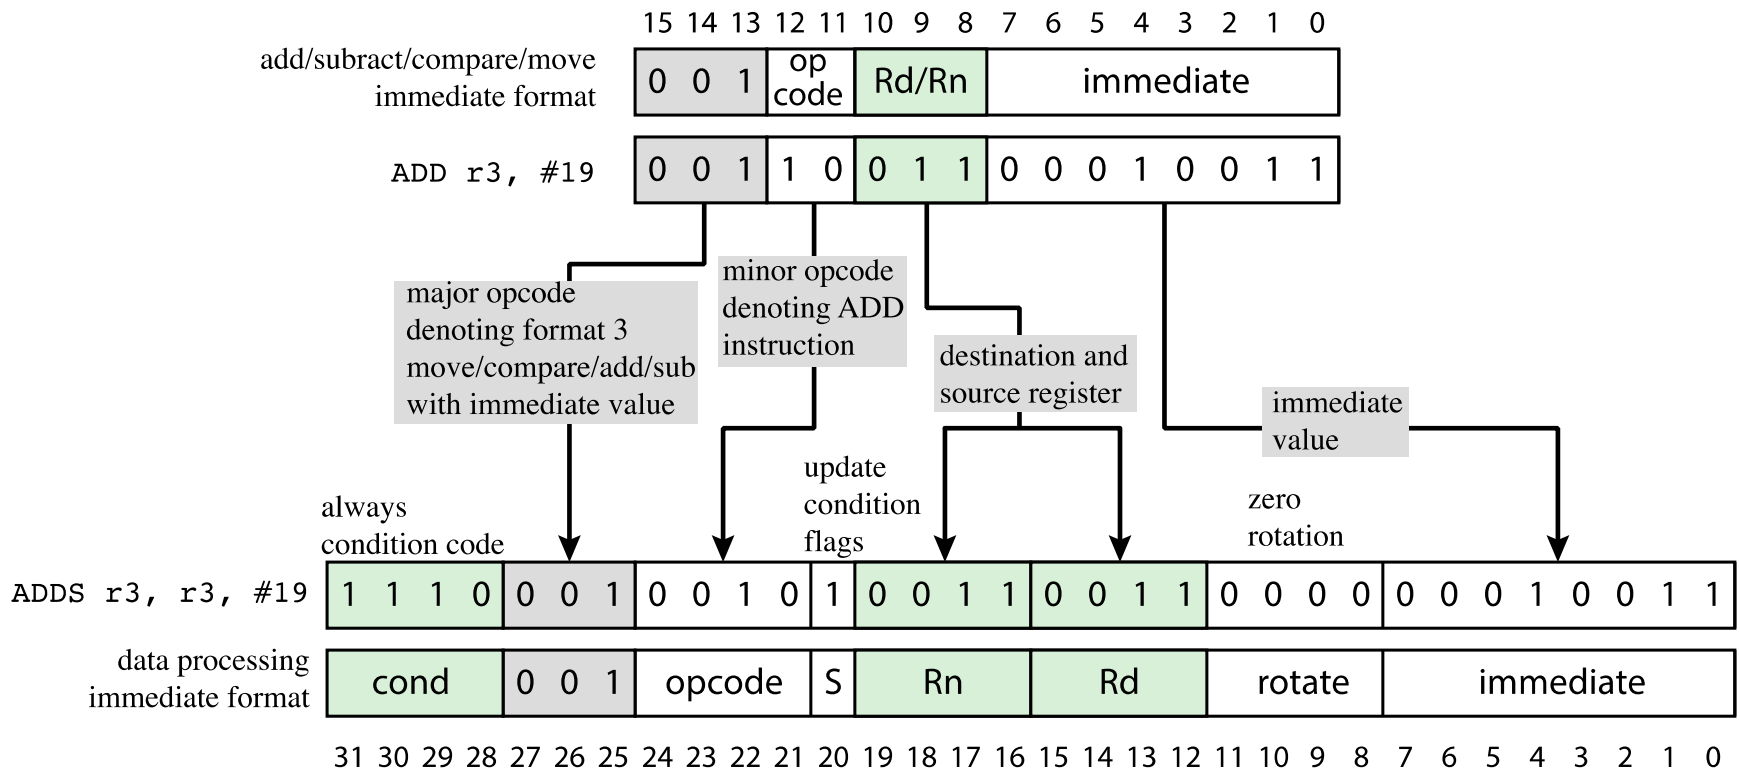 15 14 13 12 11 10 9 8 7 6 5 4 3 2 1 0
add/subract/compare/move
immediate format
0 0 1 op code Rd/Rn immediate
ADD r3, #19 0 0 1 1 0 0 1 1 0 0 0 1 0 0 1 1
major opcode
denoting format 3
move/compare/add/sub
with immediate value
minor opcode
denoting ADD
instruction
destination and
source register
immediate
value
always
condition code
update
condition
flags
zero
rotation
ADDS r3, r3, #19 1 1 1 0 0 0 1 0 0 1 0 1 0 0 1 1 0 0 1 1 0 0 0 0 0 0 0 1 0 0 1 1
data processing
immediate format
cond 0 0 1 opcode S Rn Rd rotate immediate
31 30 29 28 27 26 25 24 23 22 21 20 19 18 17 16 15 14 13 12 11 10 9 8 7 6 5 4 3 2 1 0